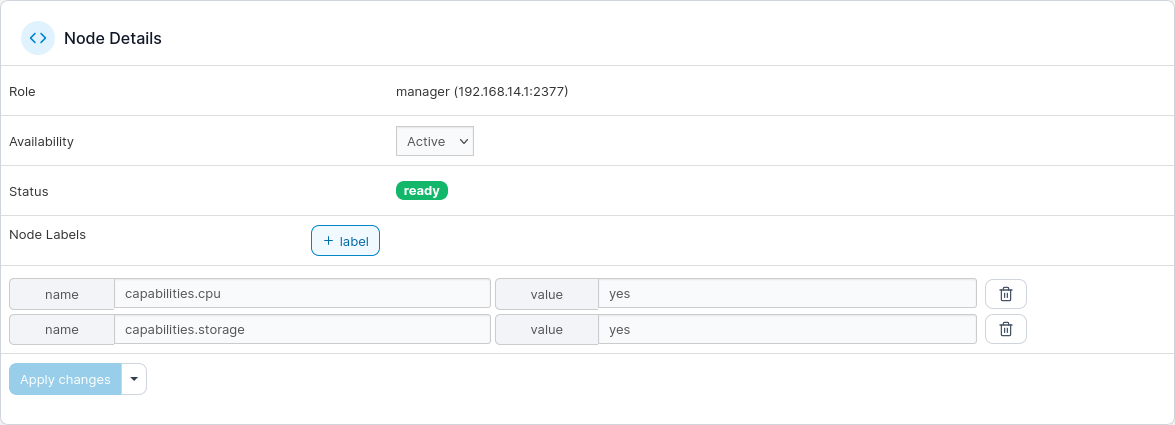 Node Details
Role manager (192.168.14.1:2377)
Availability Active
Status ready
Node Labels + label
name capabilities.cpu value yes
name capabilities.storage value yes
Apply changes